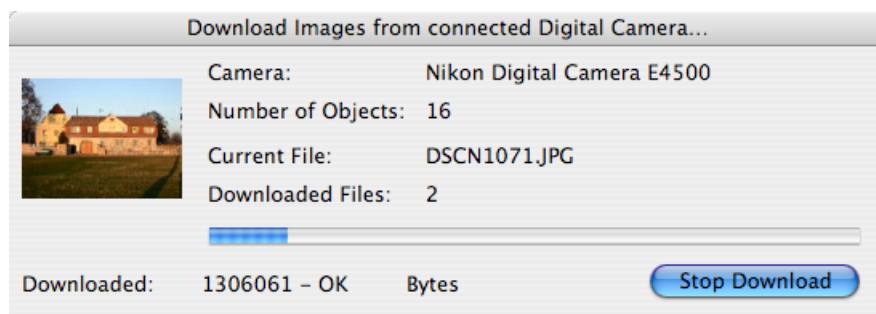 Download Images from connected Digital Camera...
Camera: Nikon Digital Camera E4500
Number of Objects: 16
Current File: DSCN1071.JPG
Downloaded Files: 2
Downloaded: 1306061 – OK Bytes Stop Download